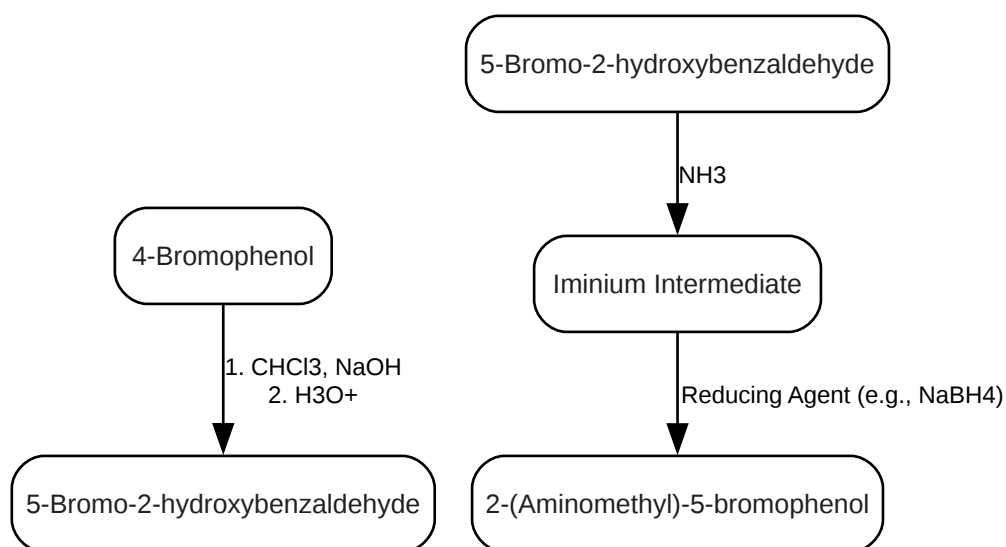 5-Bromo-2-hydroxybenzaldehyde
NH3
4-Bromophenol
Iminium Intermediate
1. CHCl3, NaOH
2. H3O+
Reducing Agent (e.g., NaBH4)
5-Bromo-2-hydroxybenzaldehyde
2-(Aminomethyl)-5-bromophenol